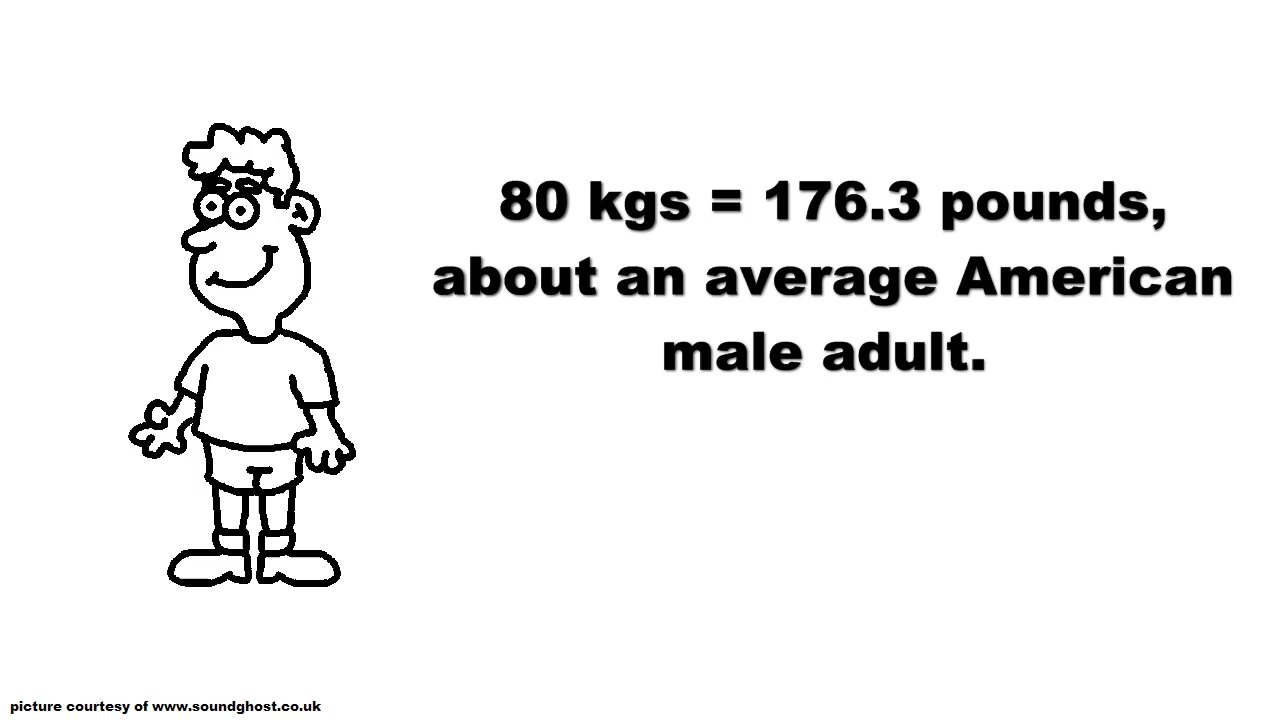 80 kgs = 176.3 pounds,
about an average American
male adult.
picture courtesy of www.soundghost.co.uk